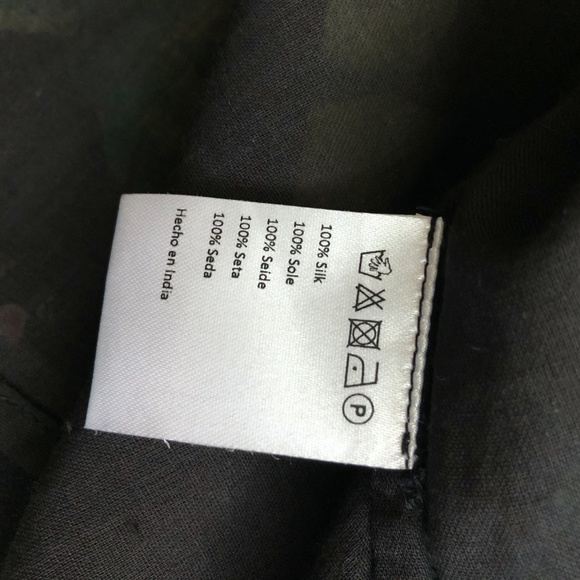 100% Silk
100% Sole
100% Seide
100% Seta
100% Seda
Hecho en India
P